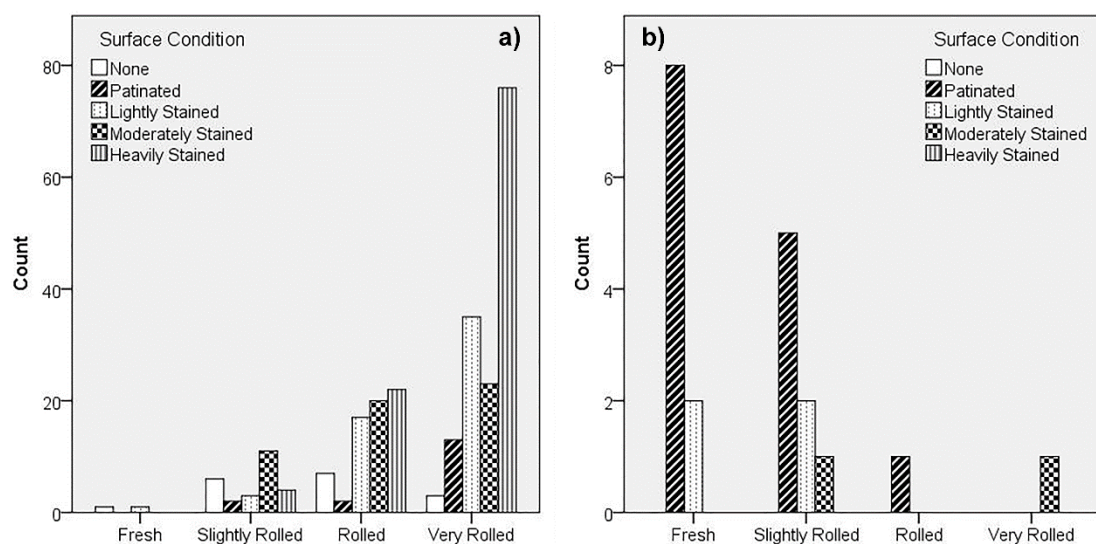 a)
Surface Condition
None
Patinated
Lightly Stained
Moderately Stained
Heavily Stained
Count
80
60
40
20
0
Fresh Slightly Rolled Rolled Very Rolled
b)
Surface Condition
None
Patinated
Lightly Stained
Moderately Stained
Heavily Stained
Count
8
6
4
2
0
Fresh Slightly Rolled Rolled Very Rolled